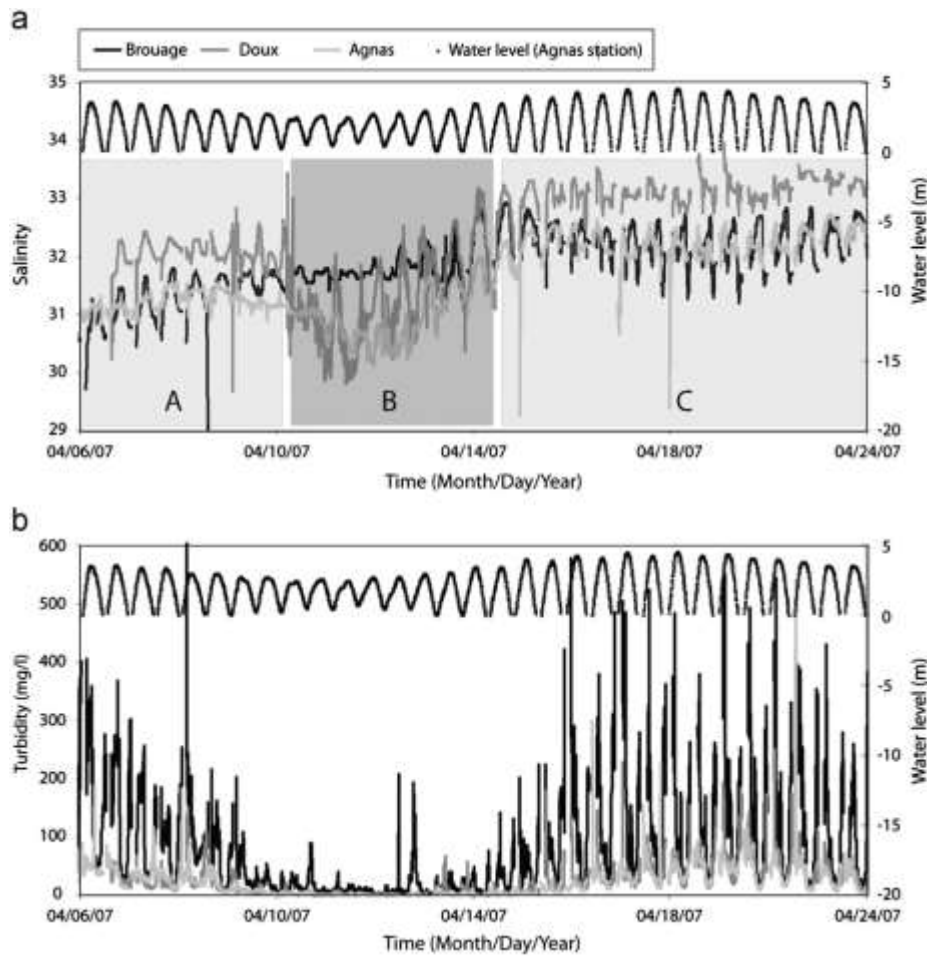 a
Brouage Doux Agnas Water level (Agnas station)
35 5
34 0
33 -5
32
31 -10
30 -15
29 -20
Salinity
Water level (m)
A B C
04/06/07 04/10/07 04/14/07 04/18/07 04/24/07
Time (Month/Day/Year)
b
600 5
500 0
400 -5
300
200 -10
100 -15
0 -20
Turbidity (mg/l)
Water level (m)
04/06/07 04/10/07 04/14/07 04/18/07 04/24/07
Time (Month/Day/Year)